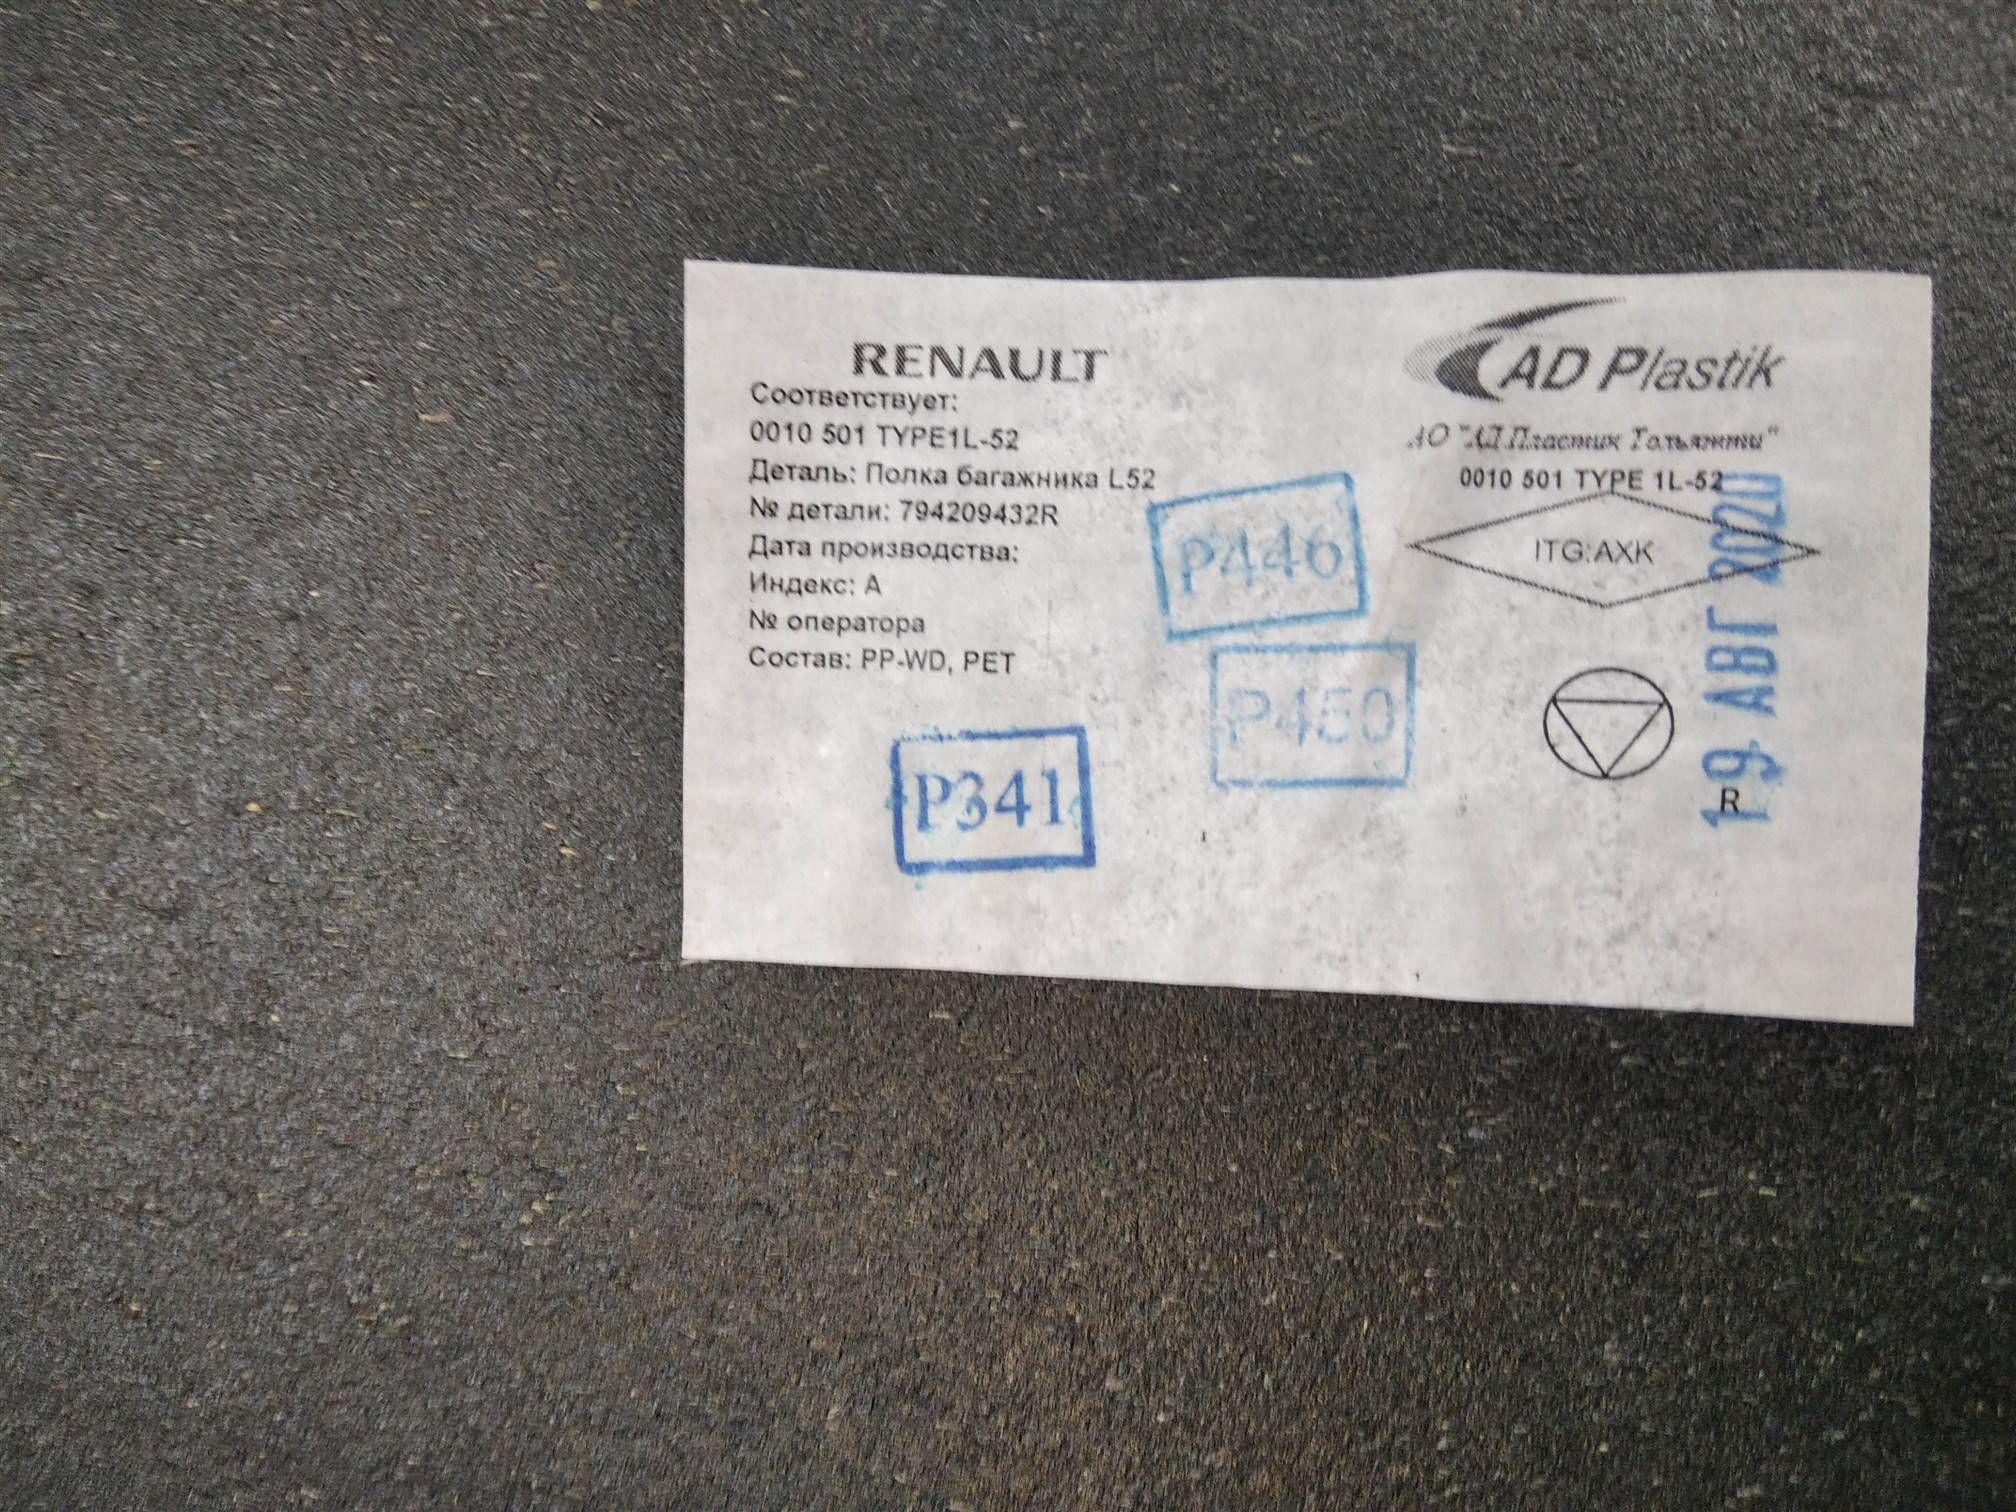 RENAULT
Соответствует:
0010 501 TYPE1L-52
Деталь: Полка багажника L52
№ детали: 794209432R
Дата производства:
Индекс: А
№ оператора
Состав: PP-WD, PET
P341
P446
P450
AD Plastik
АО "АД Пластик Тольятти"
0010 501 TYPE 1L-52
ITG:AXK
R
19 АВГ 2020